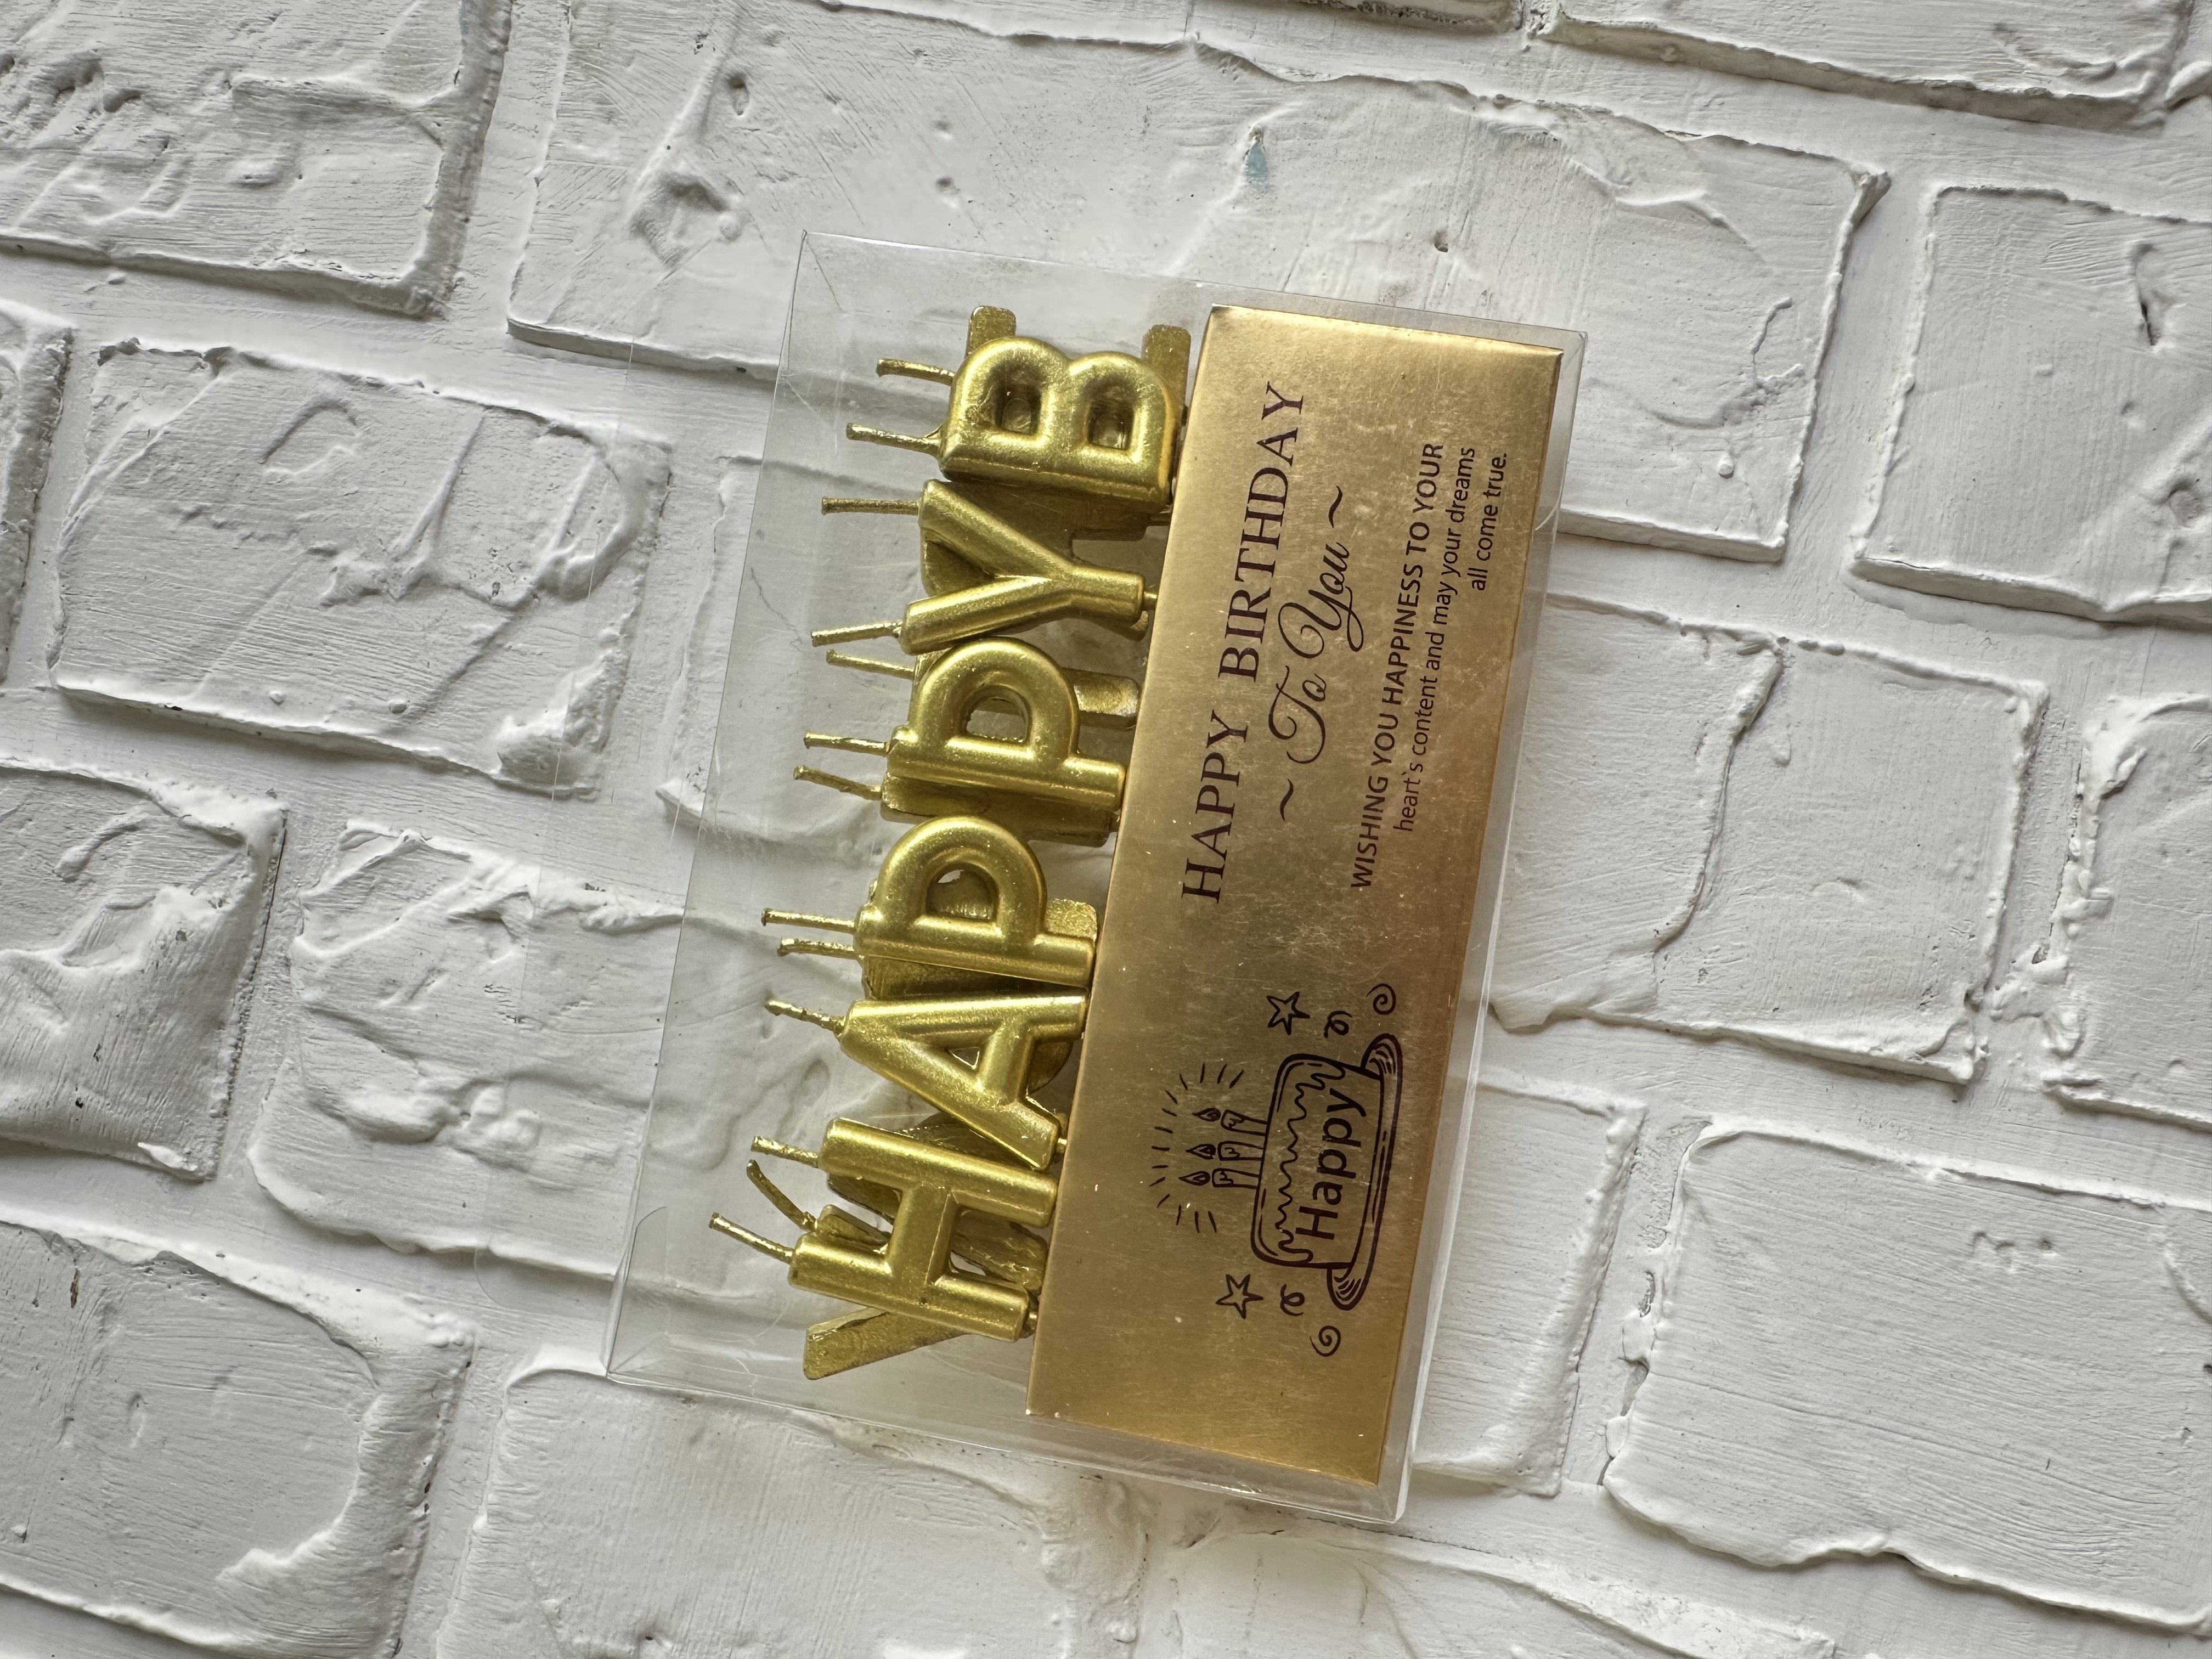 HAPPYB
HAPPY BIRTHDAY
~ To You ~
WISHING YOU HAPPINESS TO YOUR
heart`s content and may your dreams
all come true.
Happy